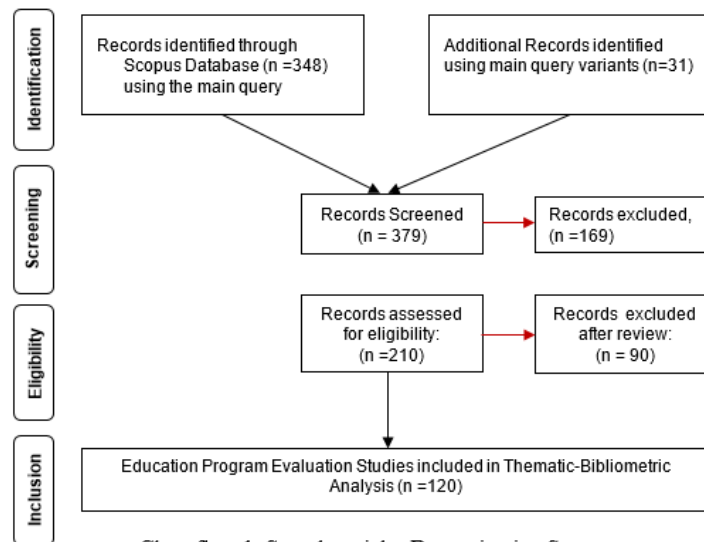 Identification
Records identified through
Scopus Database (n =348)
using the main query
Additional Records identified
using main query variants (n=31)
Screening
Records Screened
(n = 379)
Records excluded,
(n =169)
Eligibility
Records assessed
for eligibility:
(n =210)
Records excluded
after review:
(n = 90)
Inclusion
Education Program Evaluation Studies included in Thematic-Bibliometric
Analysis (n =120)